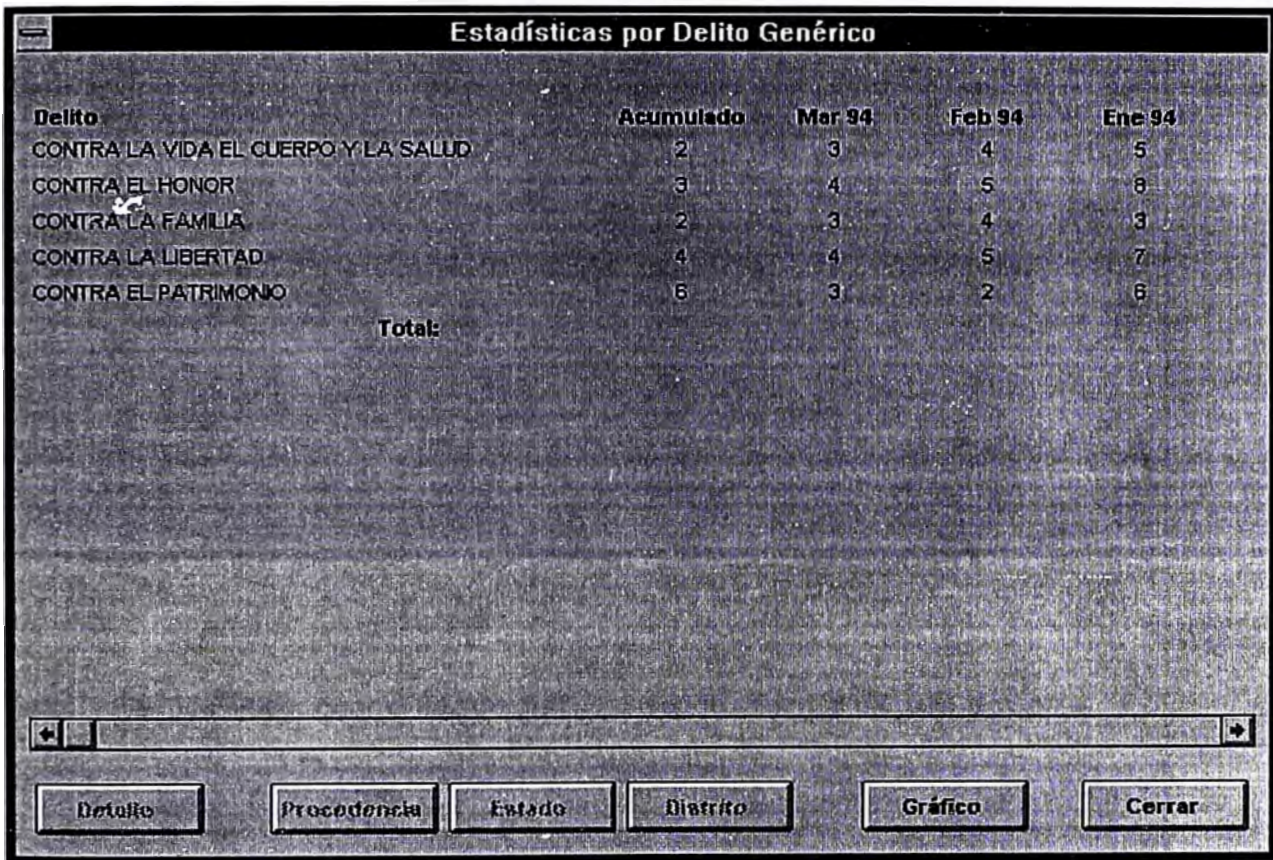 Estadísticas por Delito Genérico
Delito Acumulado Mar 94 Feb 94 Ene 94
CONTRA LA VIDA EL CUERPO Y LA SALUD 2 3 4 5
CONTRA EL HONOR 3 4 5 8
CONTRA LA FAMILIA 2 3 4 3
CONTRA LA LIBERTAD 4 4 5 7
CONTRA EL PATRIMONIO 6 3 2 6
Total:
Detalle Procedencia Estado Distrito Gráfico Cerrar